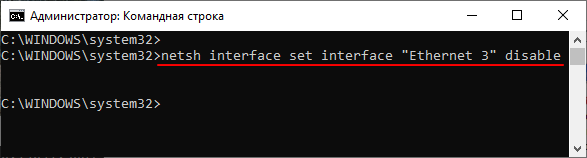 Администратор: Командная строка
C:\WINDOWS\system32>
C:\WINDOWS\system32>netsh interface set interface "Ethernet 3" disable
C:\WINDOWS\system32>